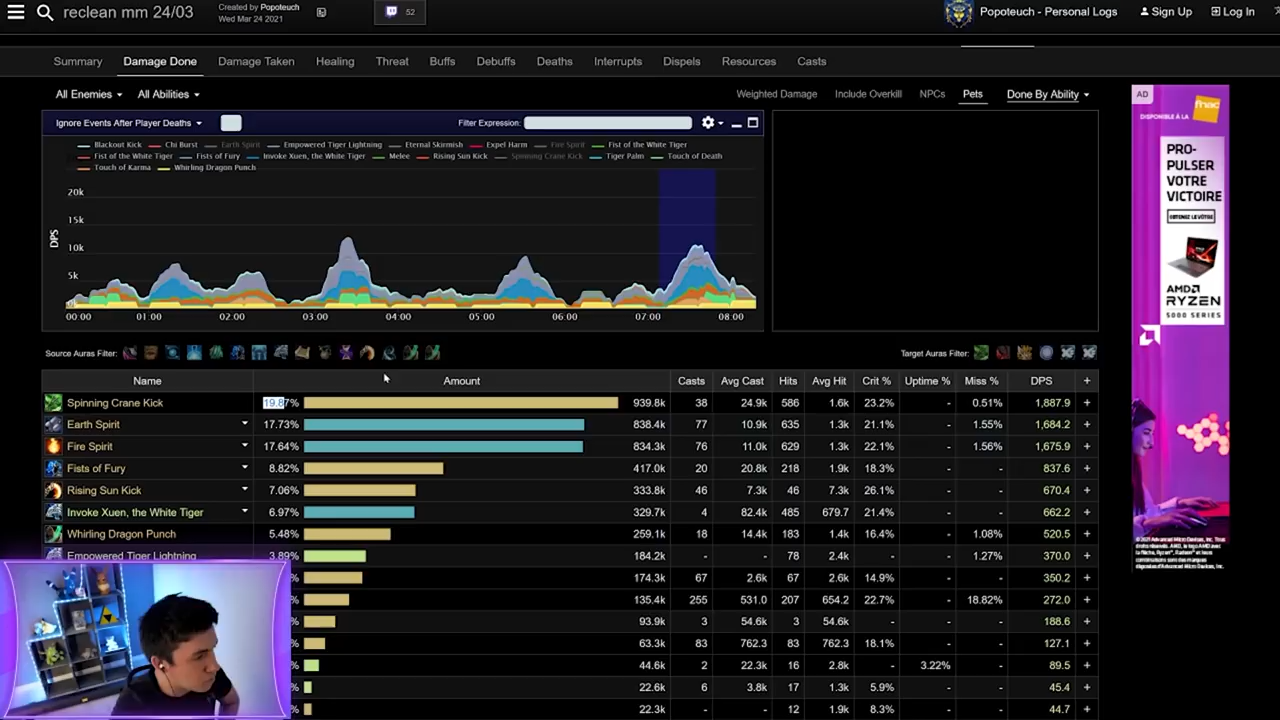 reclean mm 24/03
Created by Popoteuch
Wed Mar 24 2021
52
Popoteuch - Personal Logs
Sign Up
Log In
Summary Damage Done Damage Taken Healing Threat Buffs Debuffs Deaths Interrupts Dispels Resources Casts
All Enemies All Abilities
Weighted Damage Include Overkill NPCs Pets Done By Ability
Ignore Events After Player Deaths
Filter Expression:
Blackout Kick Chi Burst Earth Spirit Empowered Tiger Lightning Eternal Skirmish Expel Harm Fire Spirit Fist of the White Tiger
Fist of the White Tiger Fists of Fury Invoke Xuen, the White Tiger Melee Rising Sun Kick Spinning Crane Kick Tiger Palm Touch of Death
Touch of Karma Whirling Dragon Punch
DPS
20k
15k
10k
5k
00:00 01:00 02:00 03:00 04:00 05:00 06:00 07:00 08:00
Source Auras Filter:
Target Auras Filter:
Name Amount Casts Avg Cast Hits Avg Hit Crit % Uptime % Miss % DPS +
Spinning Crane Kick 19.87% 939.8k 38 24.9k 586 1.6k 23.2% - 0.51% 1,887.9 +
Earth Spirit 17.73% 838.4k 77 10.9k 635 1.3k 21.1% - 1.55% 1,684.2 +
Fire Spirit 17.64% 834.3k 76 11.0k 629 1.3k 22.1% - 1.56% 1,675.9 +
Fists of Fury 8.82% 417.0k 20 20.8k 218 1.9k 18.3% - - 837.6 +
Rising Sun Kick 7.06% 333.8k 46 7.3k 46 7.3k 26.1% - - 670.4 +
Invoke Xuen, the White Tiger 6.97% 329.7k 4 82.4k 485 679.7 21.4% - - 662.2 +
Whirling Dragon Punch 5.48% 259.1k 18 14.4k 183 1.4k 16.4% - 1.08% 520.5 +
Empowered Tiger Lightning 3.89% 184.2k - - 78 2.4k - - 1.27% 370.0 +
% 174.3k 67 2.6k 67 2.6k 14.9% - - 350.2 +
% 135.4k 255 531.0 207 654.2 22.7% - 18.82% 272.0 +
% 93.9k 3 54.6k 3 54.6k - - - 188.6 +
% 63.3k 83 762.3 83 762.3 18.1% - - 127.1 +
% 44.6k 2 22.3k 16 2.8k - 3.22% - 89.5 +
% 22.6k 6 3.8k 17 1.3k 5.9% - - 45.4 +
% 22.3k - - 12 1.9k 8.3% - - 44.7 +
AD
fnac
DISPONIBLE À LA
PRO-
PULSER
VOTRE
VICTOIRE
OBTENEZ LE VÔTRE
AMD
RYZEN
5000 SERIES